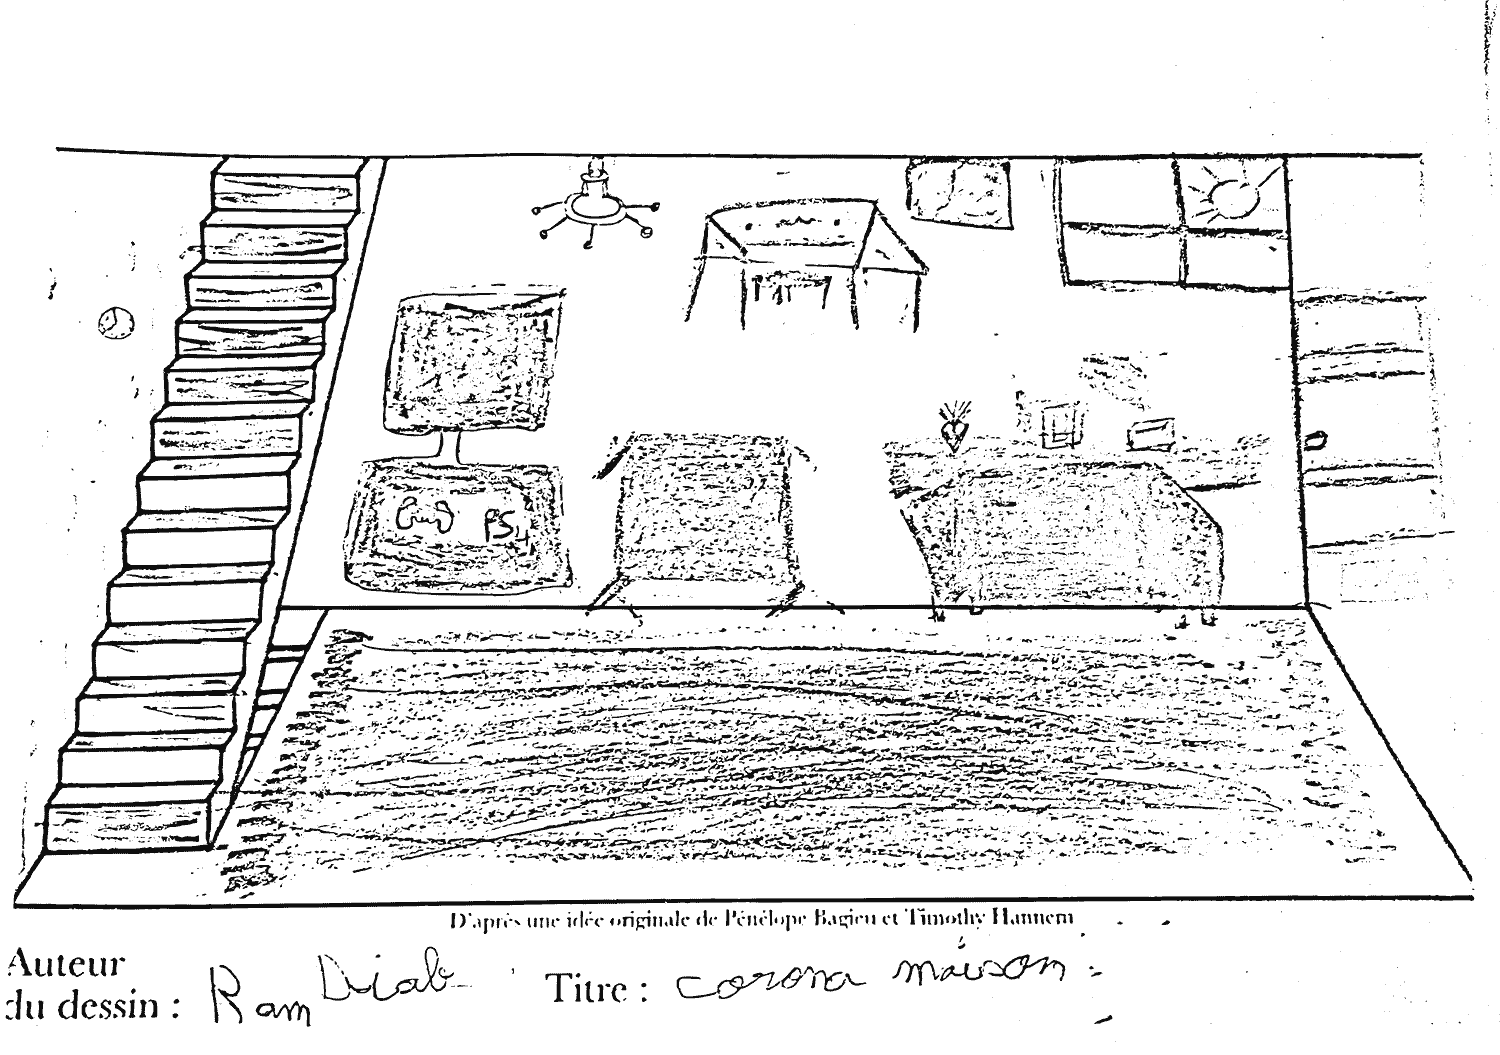 PS4
D'après une idée originale de Pénélope Bagieu et Timothy Hannem
Auteur
du dessin : Ram Diab
Titre : corona maison